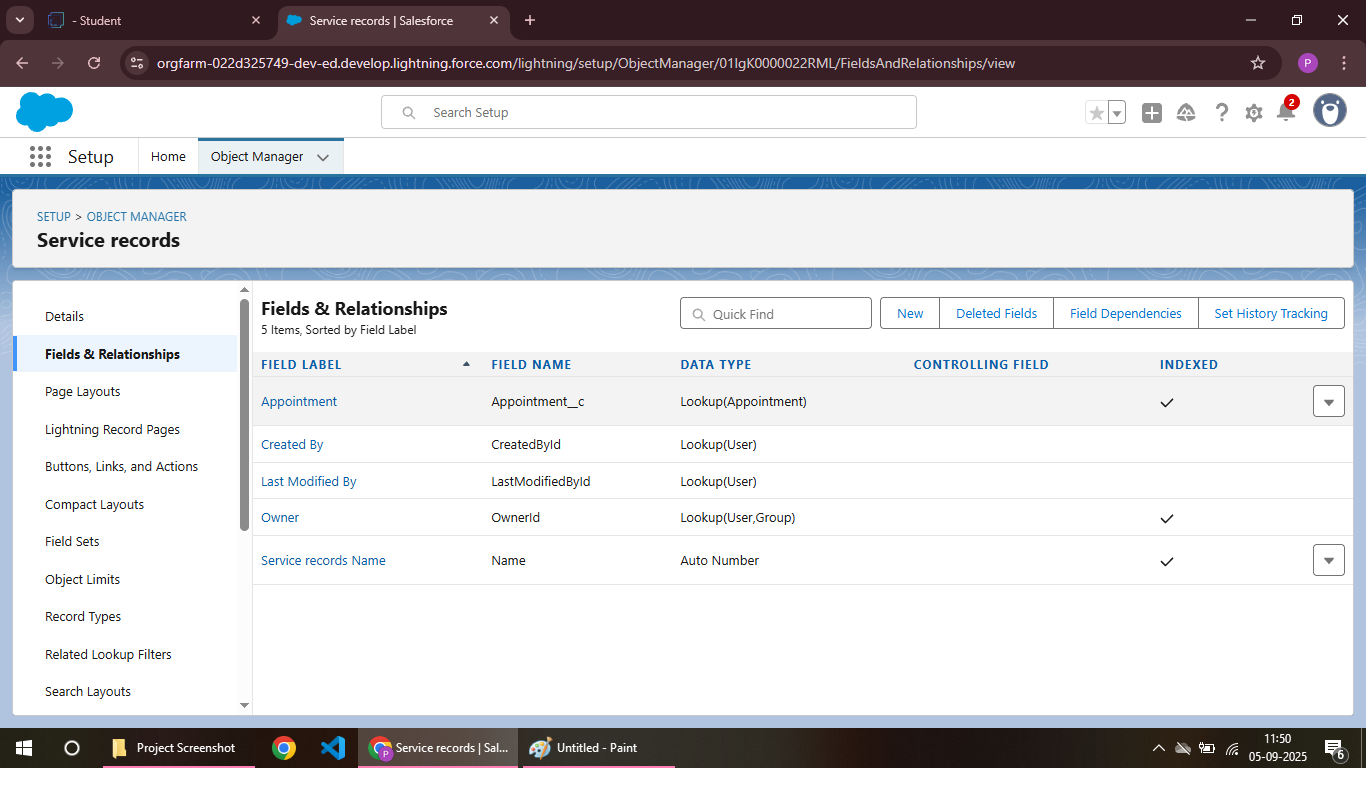 - Student
Service records | Salesforce
orgfarm-022d325749-dev-ed.develop.lightning.force.com/lightning/setup/ObjectManager/01IgK0000022RML/FieldsAndRelationships/view
P
Search Setup
2
Setup
Home
Object Manager
SETUP > OBJECT MANAGER
Service records
Details
Fields & Relationships
Page Layouts
Lightning Record Pages
Buttons, Links, and Actions
Compact Layouts
Field Sets
Object Limits
Record Types
Related Lookup Filters
Search Layouts
Fields & Relationships
5 Items, Sorted by Field Label
Quick Find
New
Deleted Fields
Field Dependencies
Set History Tracking
FIELD LABEL FIELD NAME DATA TYPE CONTROLLING FIELD INDEXED
Appointment Appointment__c Lookup(Appointment)
Created By CreatedById Lookup(User)
Last Modified By LastModifiedById Lookup(User)
Owner OwnerId Lookup(User,Group)
Service records Name Name Auto Number
Project Screenshot
P
Service records | Sal...
Untitled - Paint
11:50
05-09-2025
6